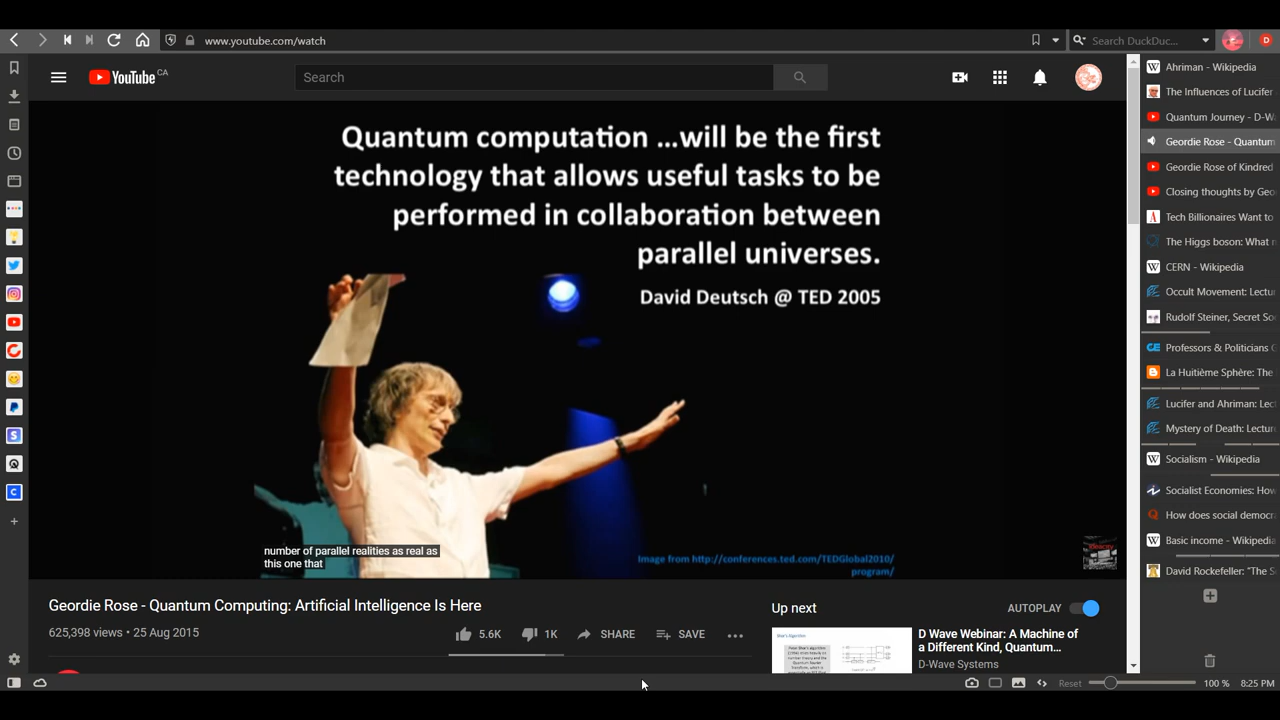 www.youtube.com/watch
Search DuckDuc...
D
YouTube CA
Search
Quantum computation ...will be the first
technology that allows useful tasks to be
performed in collaboration between
parallel universes.
David Deutsch @ TED 2005
number of parallel realities as real as
this one that
Image from http://conferences.ted.com/TEDGlobal2010/
program/
Geordie Rose - Quantum Computing: Artificial Intelligence Is Here
625,398 views • 25 Aug 2015
5.6K
1K
SHARE
SAVE
Up next
AUTOPLAY
D Wave Webinar: A Machine of
a Different Kind, Quantum...
D-Wave Systems
Ahriman - Wikipedia
The Influences of Lucifer
Quantum Journey - D-W
Geordie Rose - Quantum
Geordie Rose of Kindred
Closing thoughts by Geo
Tech Billionaires Want to
The Higgs boson: What
CERN - Wikipedia
Occult Movement: Lectu
Rudolf Steiner, Secret So
Professors & Politicians
La Huitième Sphère: The
Lucifer and Ahriman: Lec
Mystery of Death: Lectur
Socialism - Wikipedia
Socialist Economies: How
How does social democr
Basic income - Wikipedia
David Rockefeller: "The S
Reset
100 %
8:25 PM